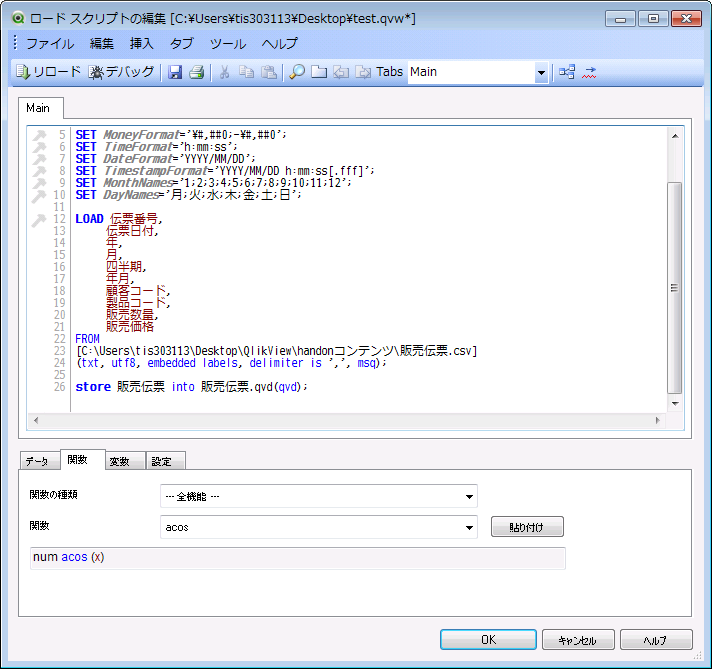 ロード スクリプトの編集 [C:¥Users¥tis303113¥Desktop¥test.qvw*]
ファイル 編集 挿入 タブ ツール ヘルプ
リロード デバッグ Tabs Main
Main
5 SET MoneyFormat='¥#,##0;-¥#,##0';
6 SET TimeFormat='h:mm:ss';
7 SET DateFormat='YYYY/MM/DD';
8 SET TimestampFormat='YYYY/MM/DD h:mm:ss[.fff]';
9 SET MonthNames='1;2;3;4;5;6;7;8;9;10;11;12';
10 SET DayNames='月;火;水;木;金;土;日';
11
12 LOAD 伝票番号,
13 伝票日付,
14 年,
15 月,
16 四半期,
17 年月,
18 顧客コード,
19 製品コード,
20 販売数量,
21 販売価格
22 FROM
23 [C:\Users\tis303113\Desktop\QlikView\handonコンテンツ\販売伝票.csv]
24 (txt, utf8, embedded labels, delimiter is ',', msq);
25
26 store 販売伝票 into 販売伝票.qvd(qvd);
データ 関数 変数 設定
関数の種類 --- 全機能 ---
関数 acos 貼り付け
num acos (x)
OK キャンセル ヘルプ